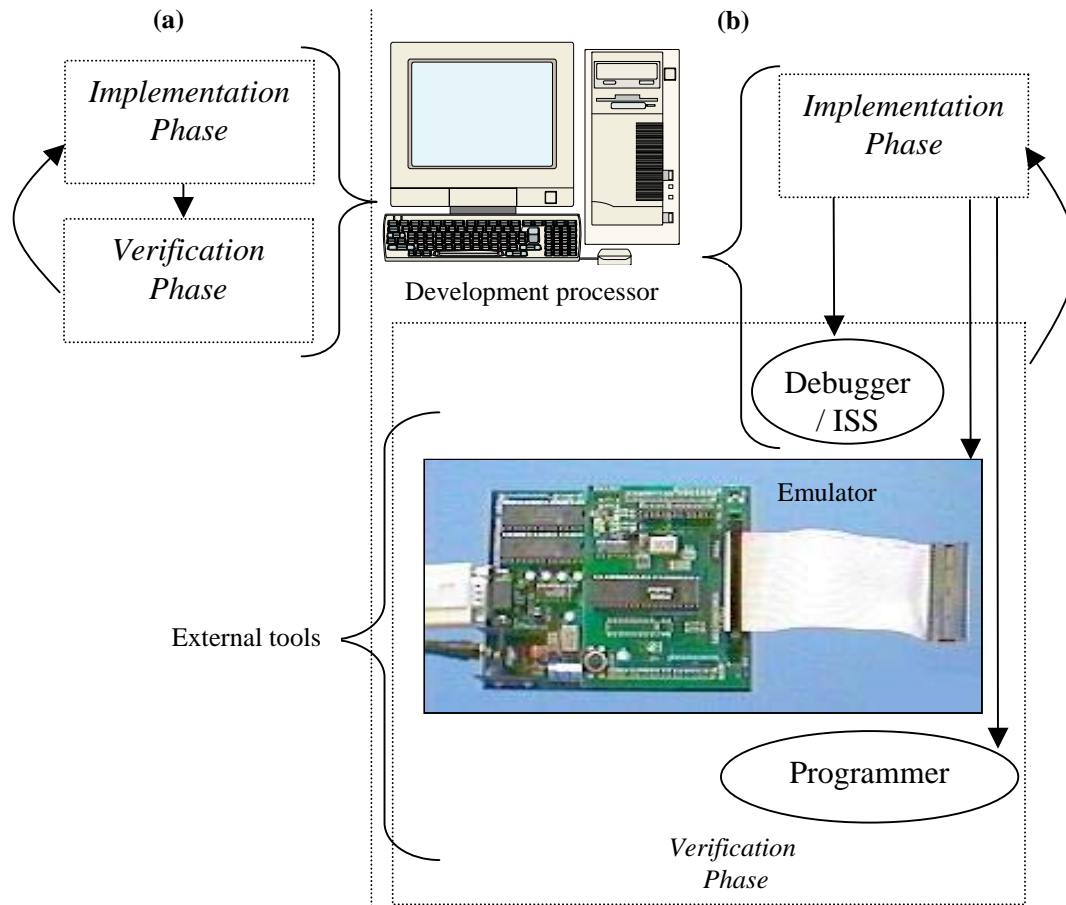 (a)
Implementation
Phase
Verification
Phase
(b)
Development processor
Implementation
Phase
Debugger
/ ISS
Emulator
External tools
Programmer
Verification
Phase